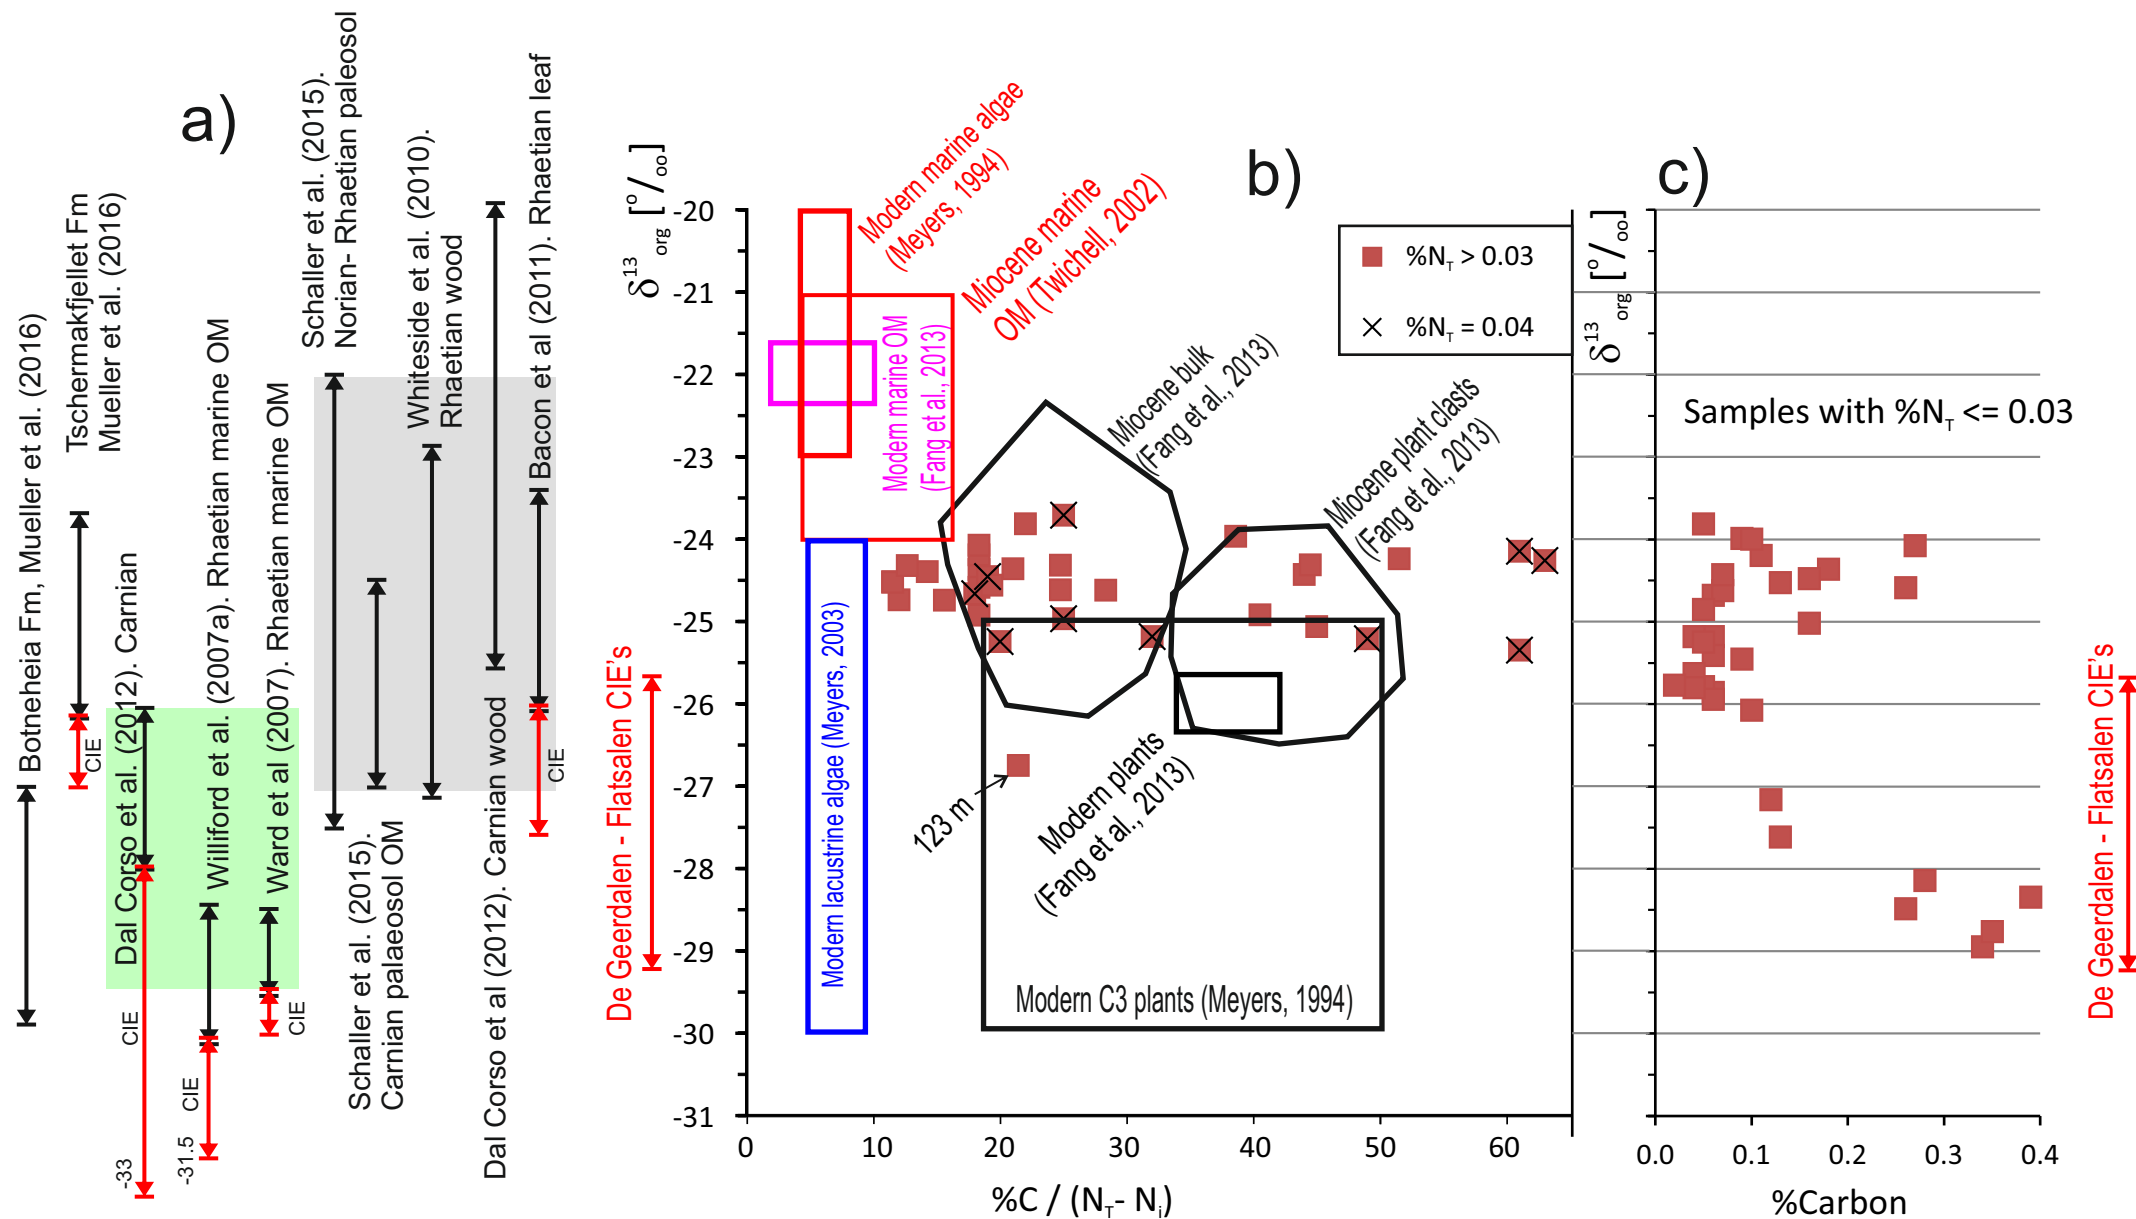 a)
Botneheia Fm, Mueller et al. (2016)
Tschermakfjellet Fm
Mueller et al. (2016)
CIE
Dal Corso et al. (2012). Carnian
CIE
-33
Williford et al. (2007a). Rhaetian marine OM
CIE
-31.5
Ward et al (2007). Rhaetian marine OM
CIE
Schaller et al. (2015).
Norian- Rhaetian paleosol
Schaller et al. (2015).
Carnian palaeosol OM
Whiteside et al. (2010).
Rhaetian wood
Dal Corso et al (2012). Carnian wood
Bacon et al (2011). Rhaetian leaf
CIE
De Geerdalen - Flatsalen CIE's
b)
δ¹³org [o/oo]
-20
-21
-22
-23
-24
-25
-26
-27
-28
-29
-30
-31
0
10
20
30
40
50
60
%C / (NT- Ni)
Modern marine algae
(Meyers, 1994)
Miocene marine
OM (Twichell, 2002)
Modern marine OM
(Fang et al., 2013)
Miocene bulk
(Fang et al., 2013)
Miocene plant clasts
(Fang et al., 2013)
Modern lacustrine algae (Meyers, 2003)
123 m
Modern plants
(Fang et al., 2013)
Modern C3 plants (Meyers, 1994)
%NT > 0.03
%NT = 0.04
c)
δ¹³org [o/oo]
Samples with %NT <= 0.03
0.0
0.1
0.2
0.3
0.4
%Carbon
De Geerdalen - Flatsalen CIE's